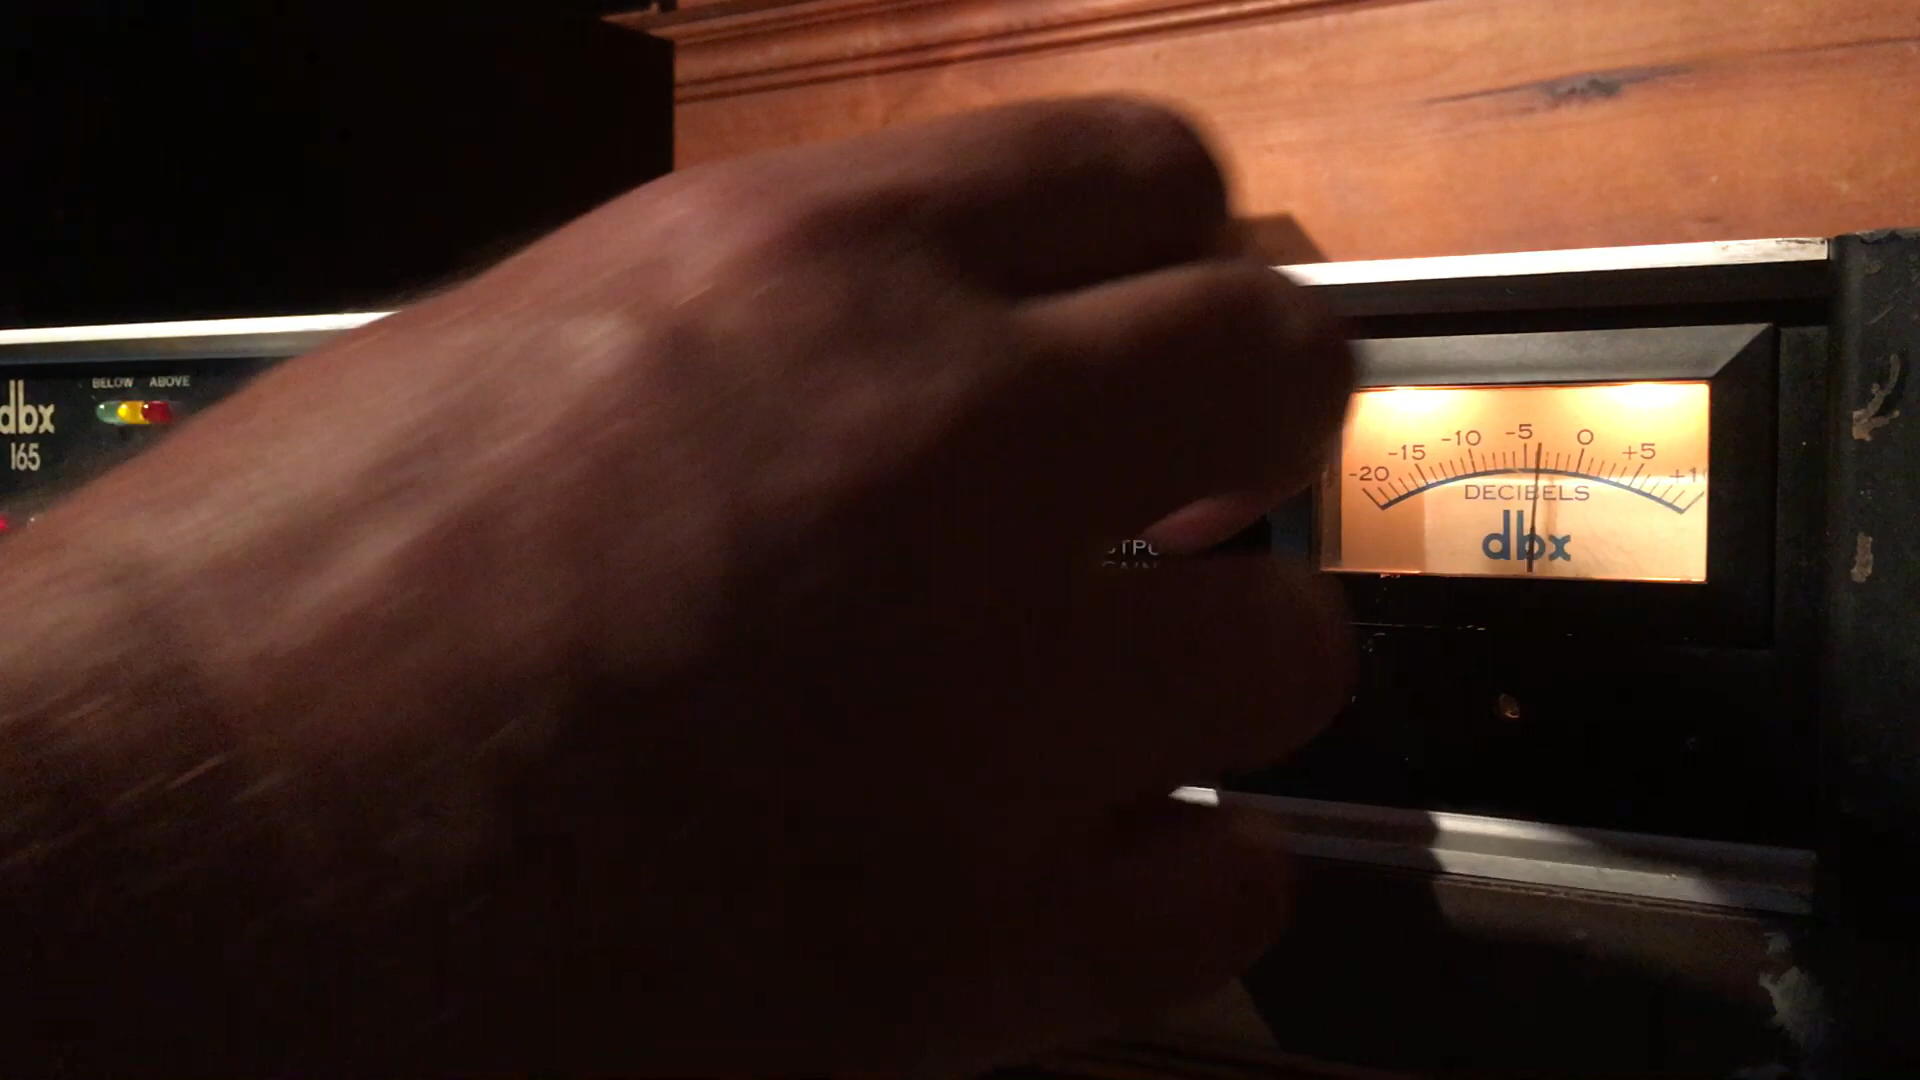 dbx
165
BELOW ABOVE
-20 -15 -10 -5 0 +5
DECIBELS
dbx